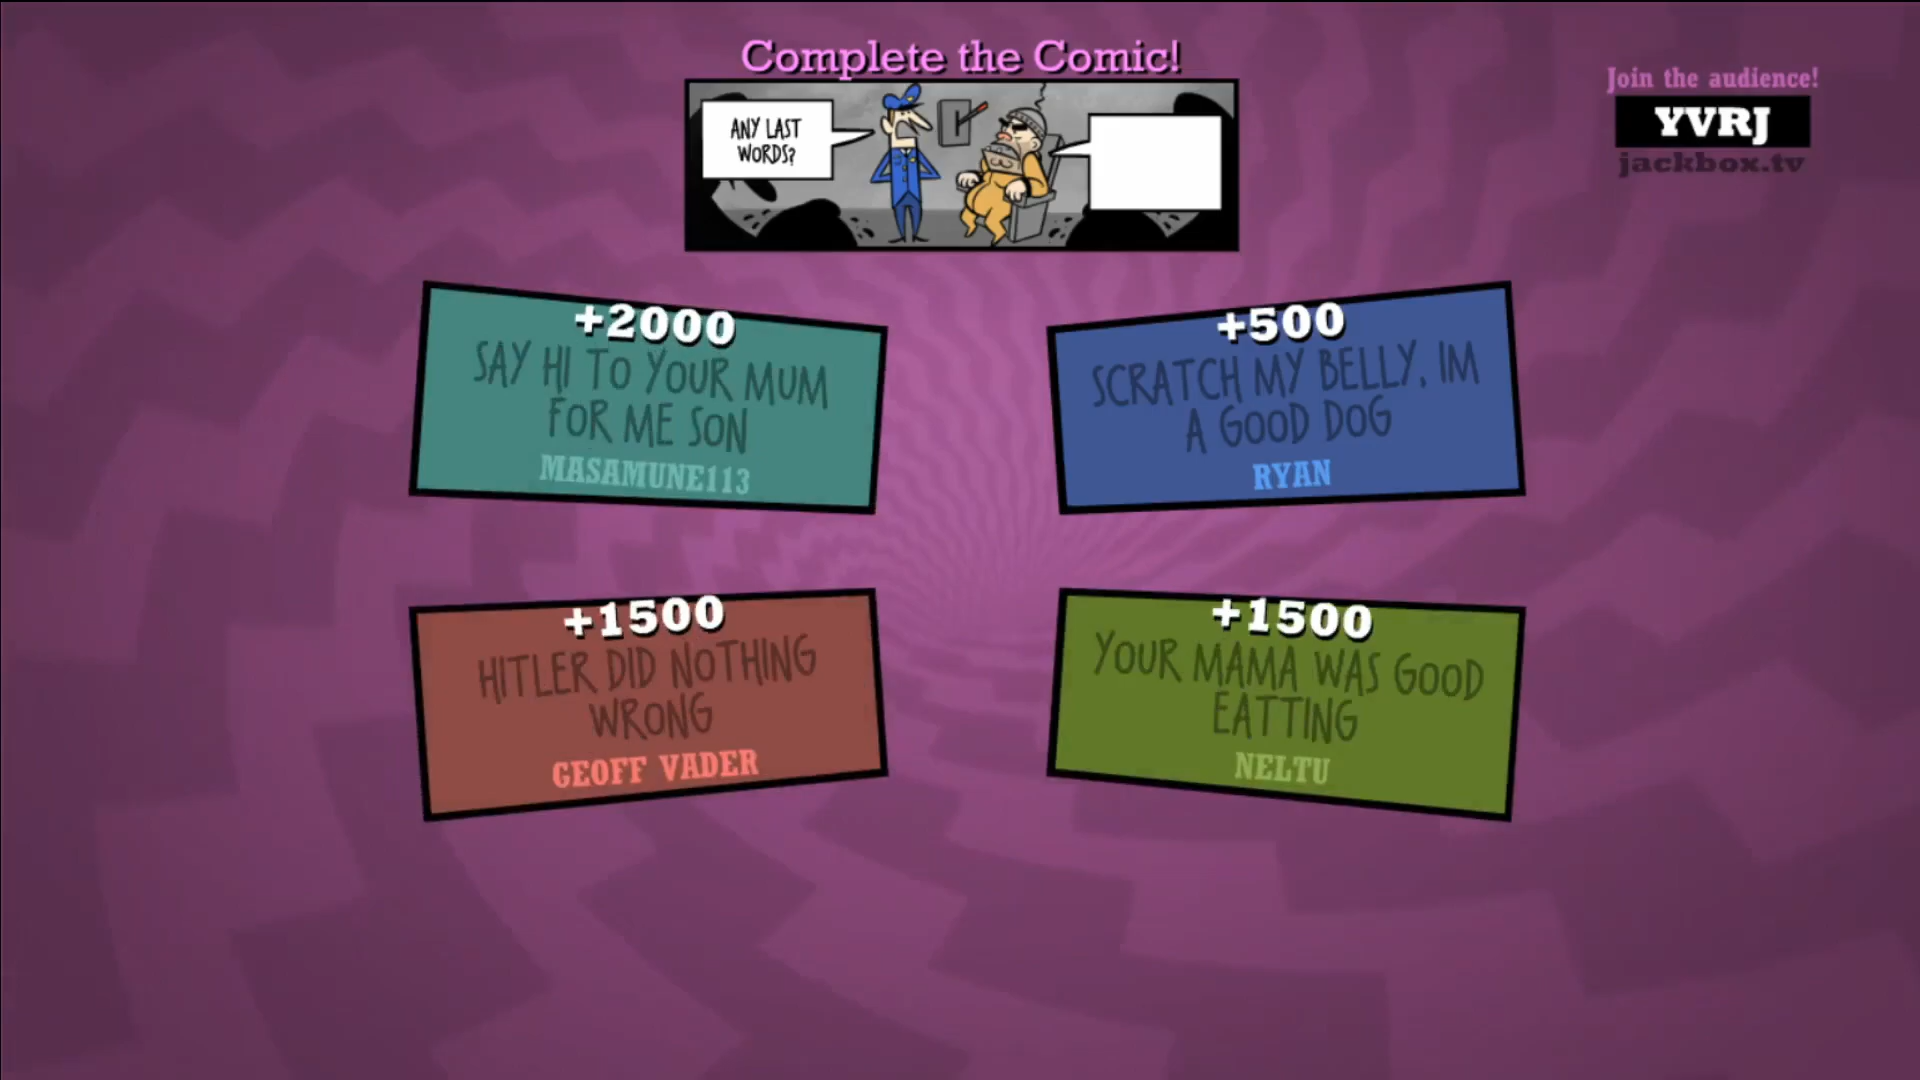 Complete the Comic!
Join the audience!
YVRJ
jackbox.tv
ANY LAST
WORDS?
+2000
SAY HI TO YOUR MUM
FOR ME SON
MASAMUNE113
+500
SCRATCH MY BELLY, IM
A GOOD DOG
RYAN
+1500
HITLER DID NOTHING
WRONG
GEOFF VADER
+1500
YOUR MAMA WAS GOOD
EATTING
NELTU